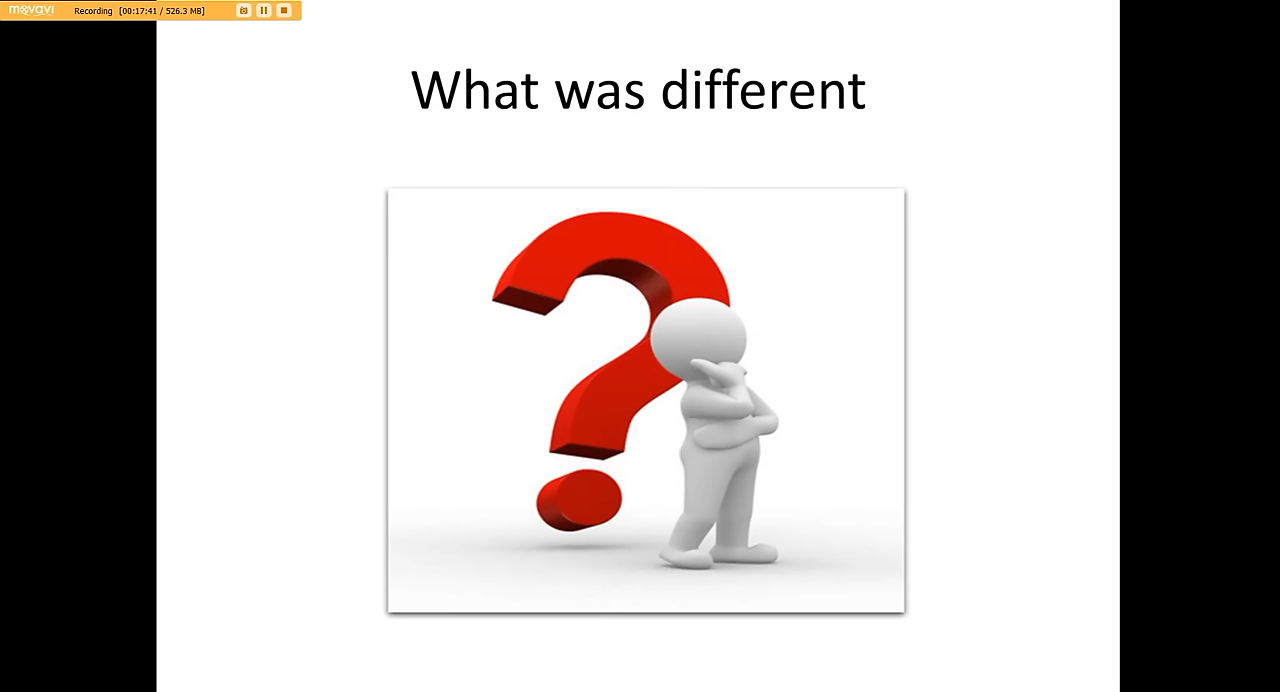 movavi Recording [00:17:41 / 526.3 MB]
What was different